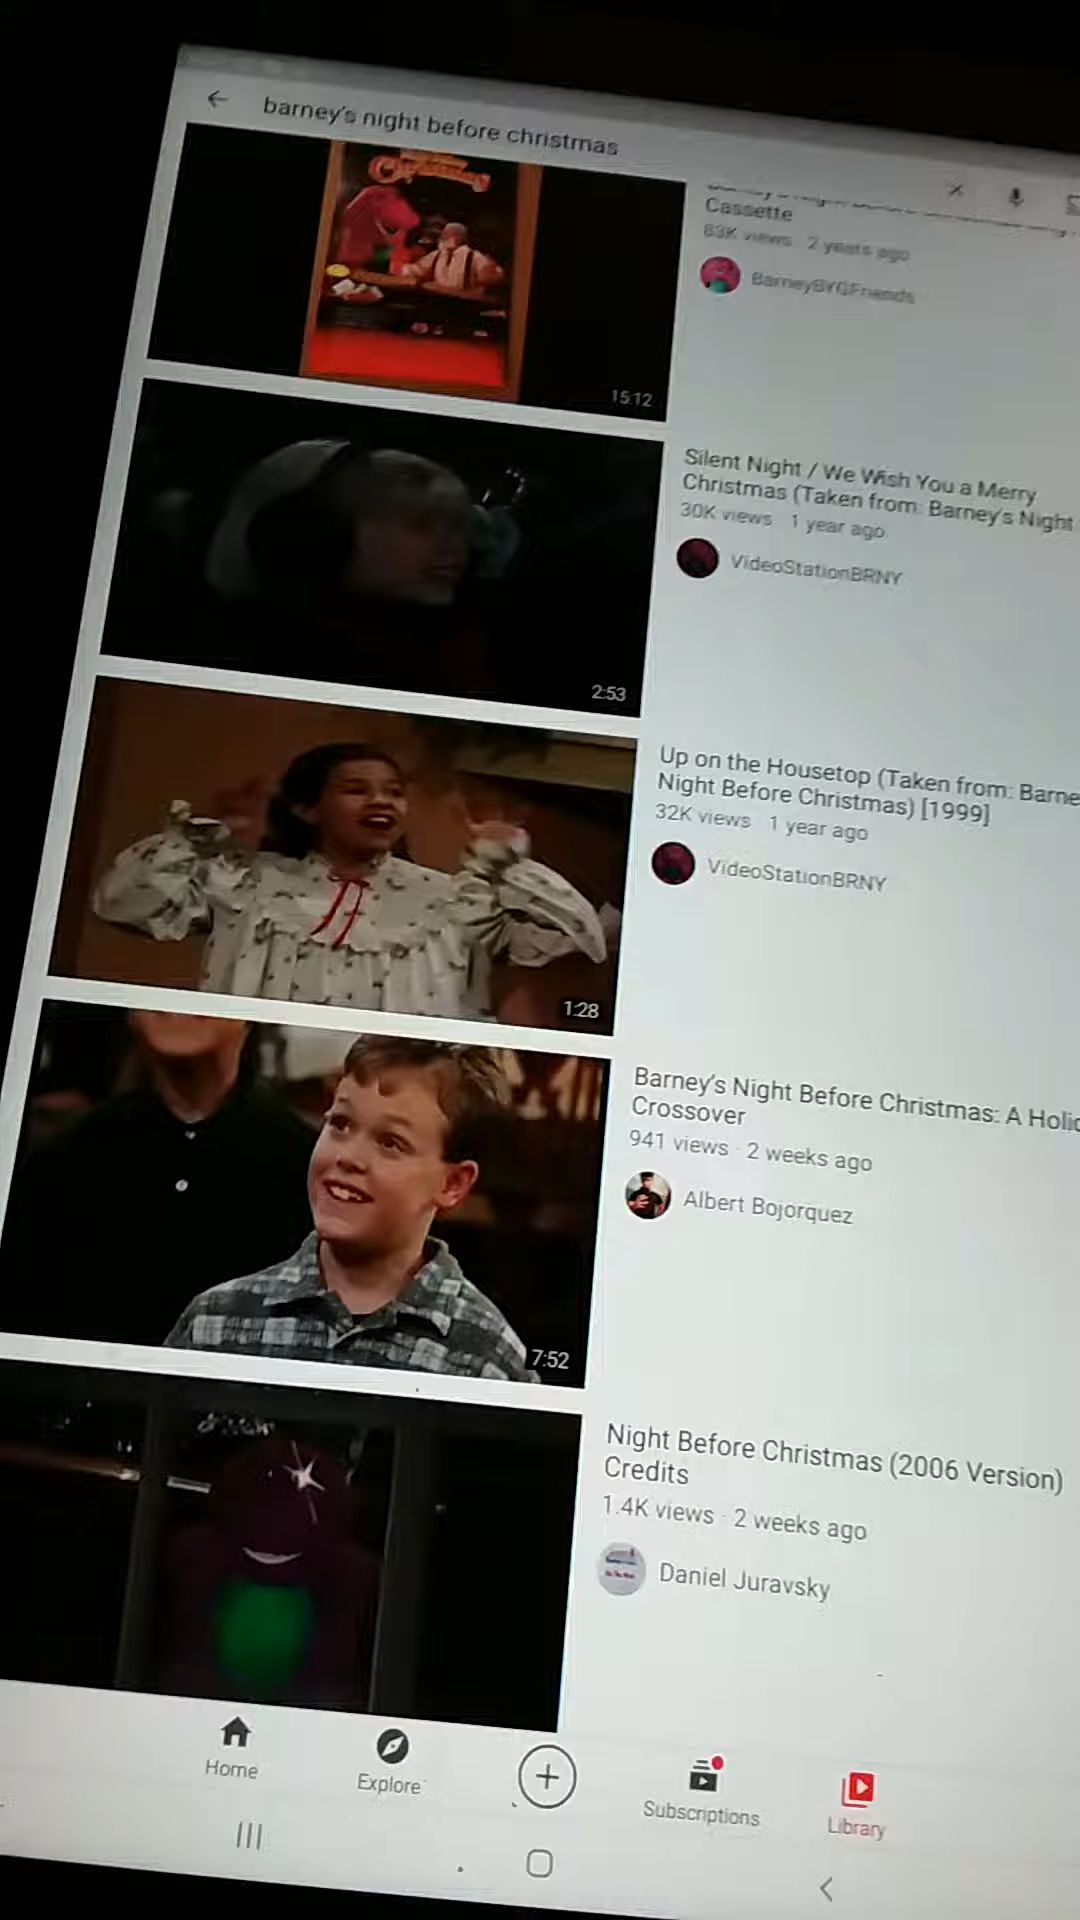 barney's night before christmas
Cassette
83K views 2 years ago
BarneyBYGFriends
15:12
Silent Night / We Wish You a Merry
Christmas (Taken from: Barney's Night
30K views 1 year ago
VideoStationBRNY
2:53
Up on the Housetop (Taken from: Barne
Night Before Christmas) [1999]
32K views 1 year ago
VideoStationBRNY
1:28
Barney's Night Before Christmas: A Holid
Crossover
941 views · 2 weeks ago
Albert Bojorquez
7:52
Night Before Christmas (2006 Version)
Credits
1.4K views · 2 weeks ago
Daniel Juravsky
Home
Explore
Subscriptions
Library